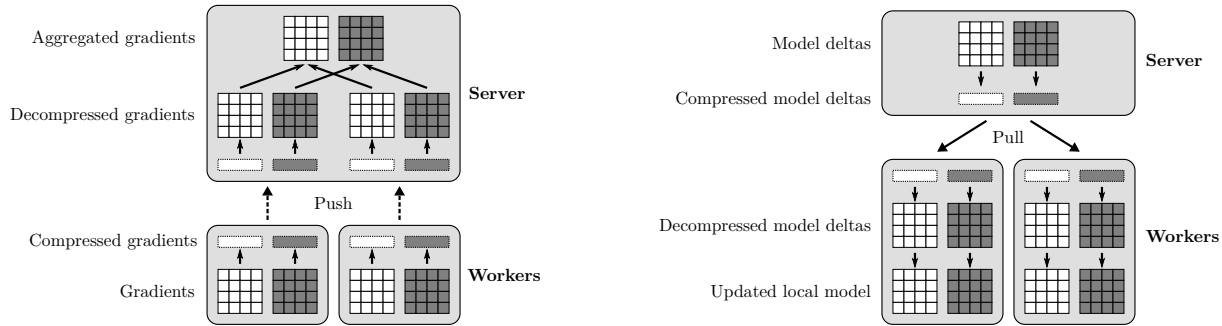 Aggregated gradients
Server
Decompressed gradients
Push
Compressed gradients
Workers
Gradients
Model deltas
Server
Compressed model deltas
Pull
Decompressed model deltas
Workers
Updated local model